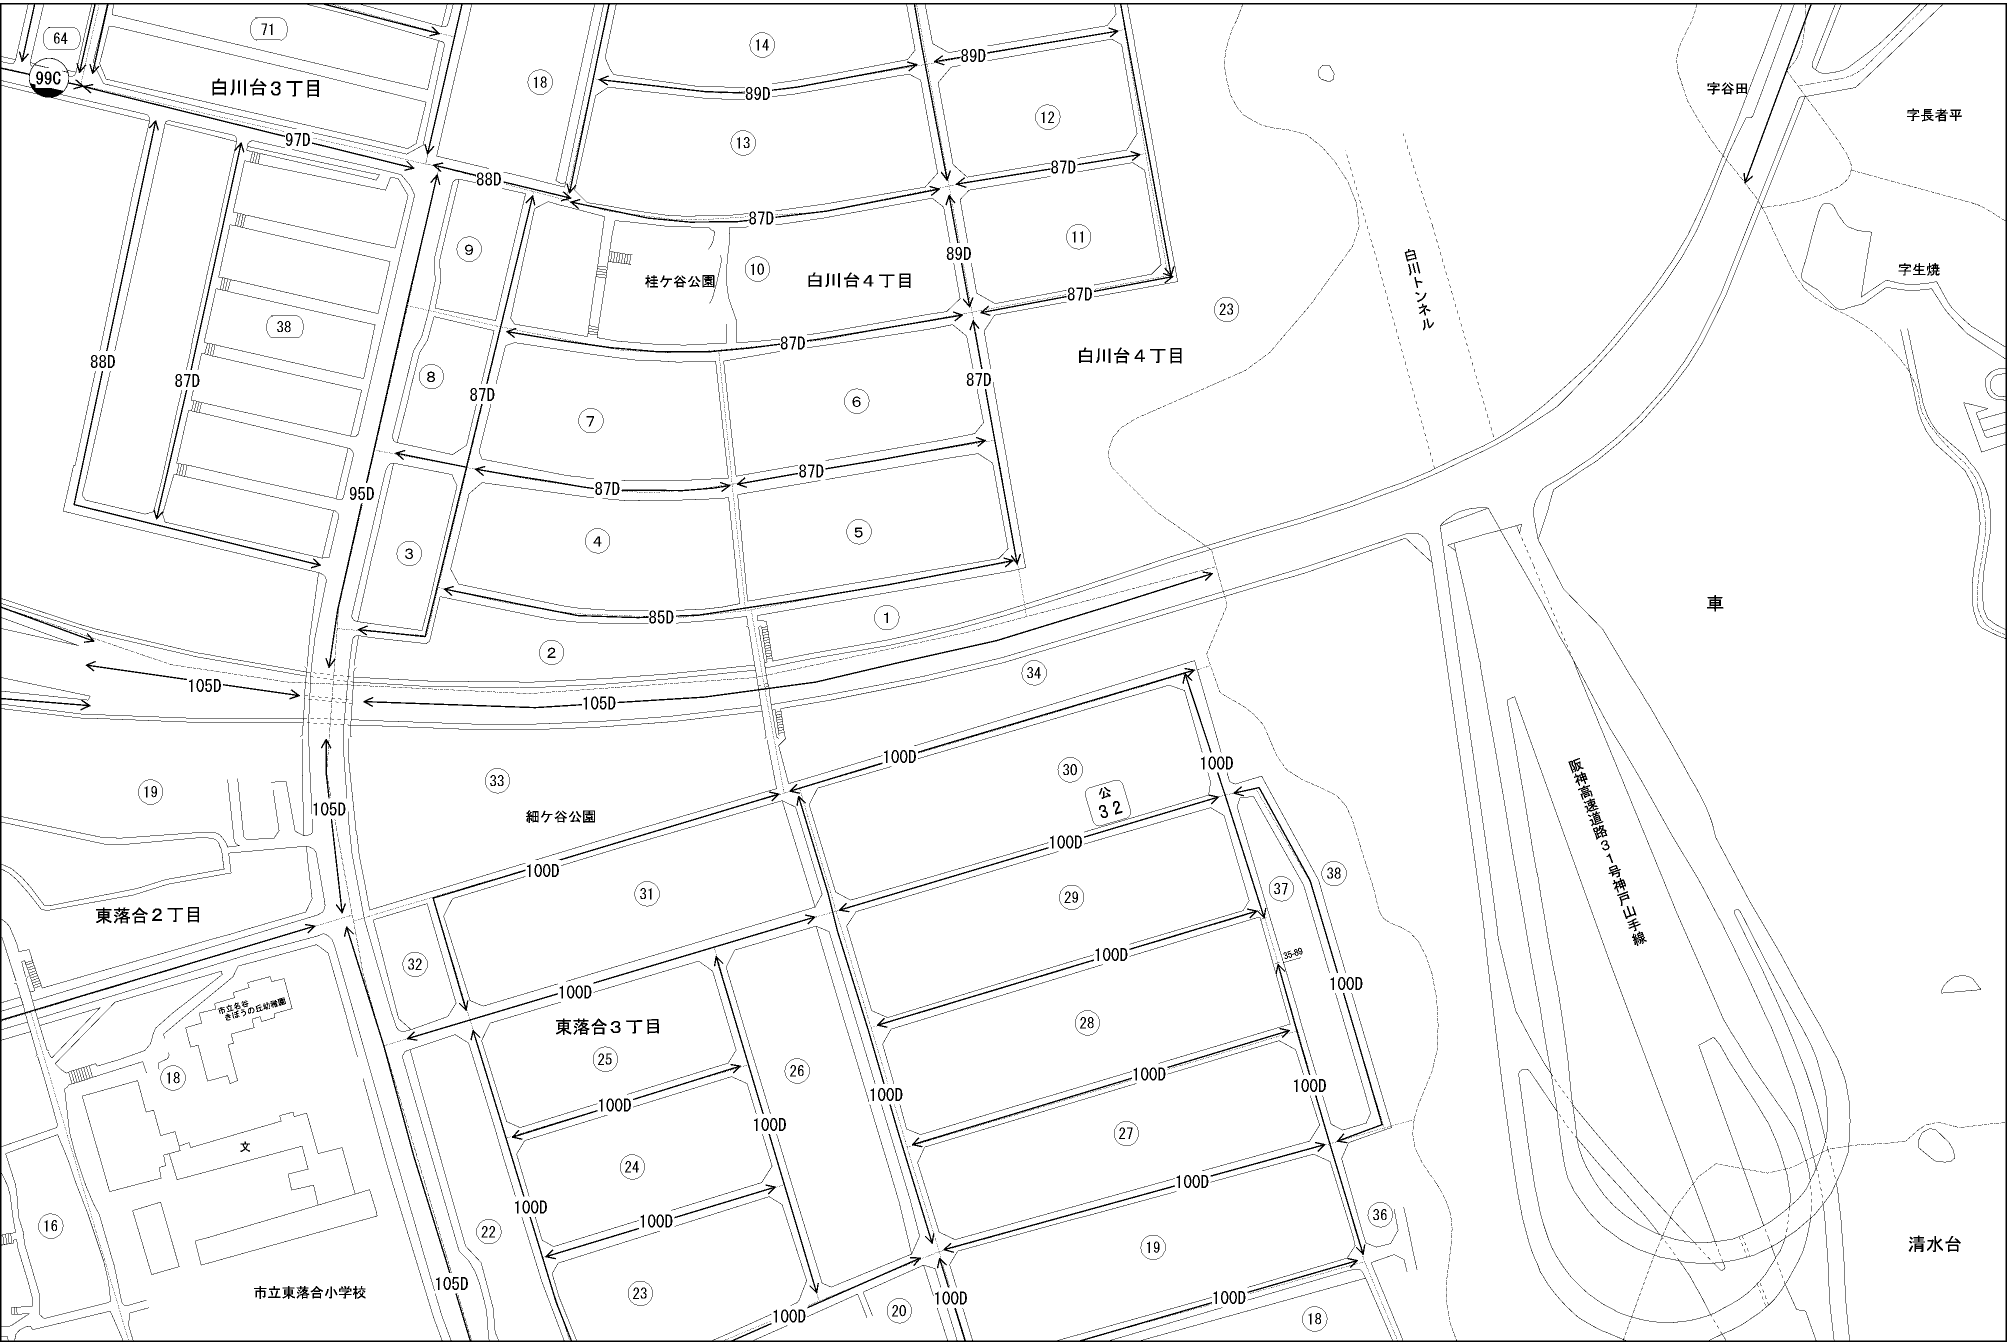 14
89D
71
64
99C
18
白川台３丁目
字谷田
89D
12
字長者平
97D
13
87D
88D
87D
9
11
89D
字生焼
10
桂ケ谷公園
白川台４丁目
白川トンネル
87D
23
38
87D
白川台４丁目
88D
8
87D
87D
87D
6
7
87D
87D
95D
5
4
3
車
85D
1
2
34
105D
105D
100D
100D
30
33
19
公
３２
阪神高速道路３１号神戸山手線
105D
細ケ谷公園
100D
100D
38
37
31
29
東落合２丁目
35-89
100D
32
100D
100D
市立名谷
きぼうの丘幼稚園
28
東落合３丁目
25
26
18
100D
100D
100D
100D
100D
27
文
24
100D
100D
36
16
100D
22
19
清水台
105D
市立東落合小学校
23
100D
100D
20
100D
18